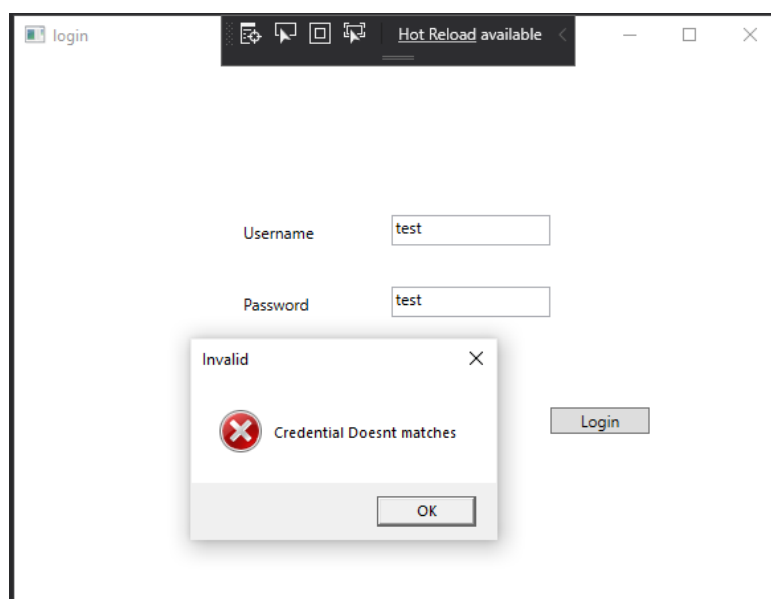 login
Hot Reload available
Username
test
Password
test
Invalid
Credential Doesnt matches
Login
OK